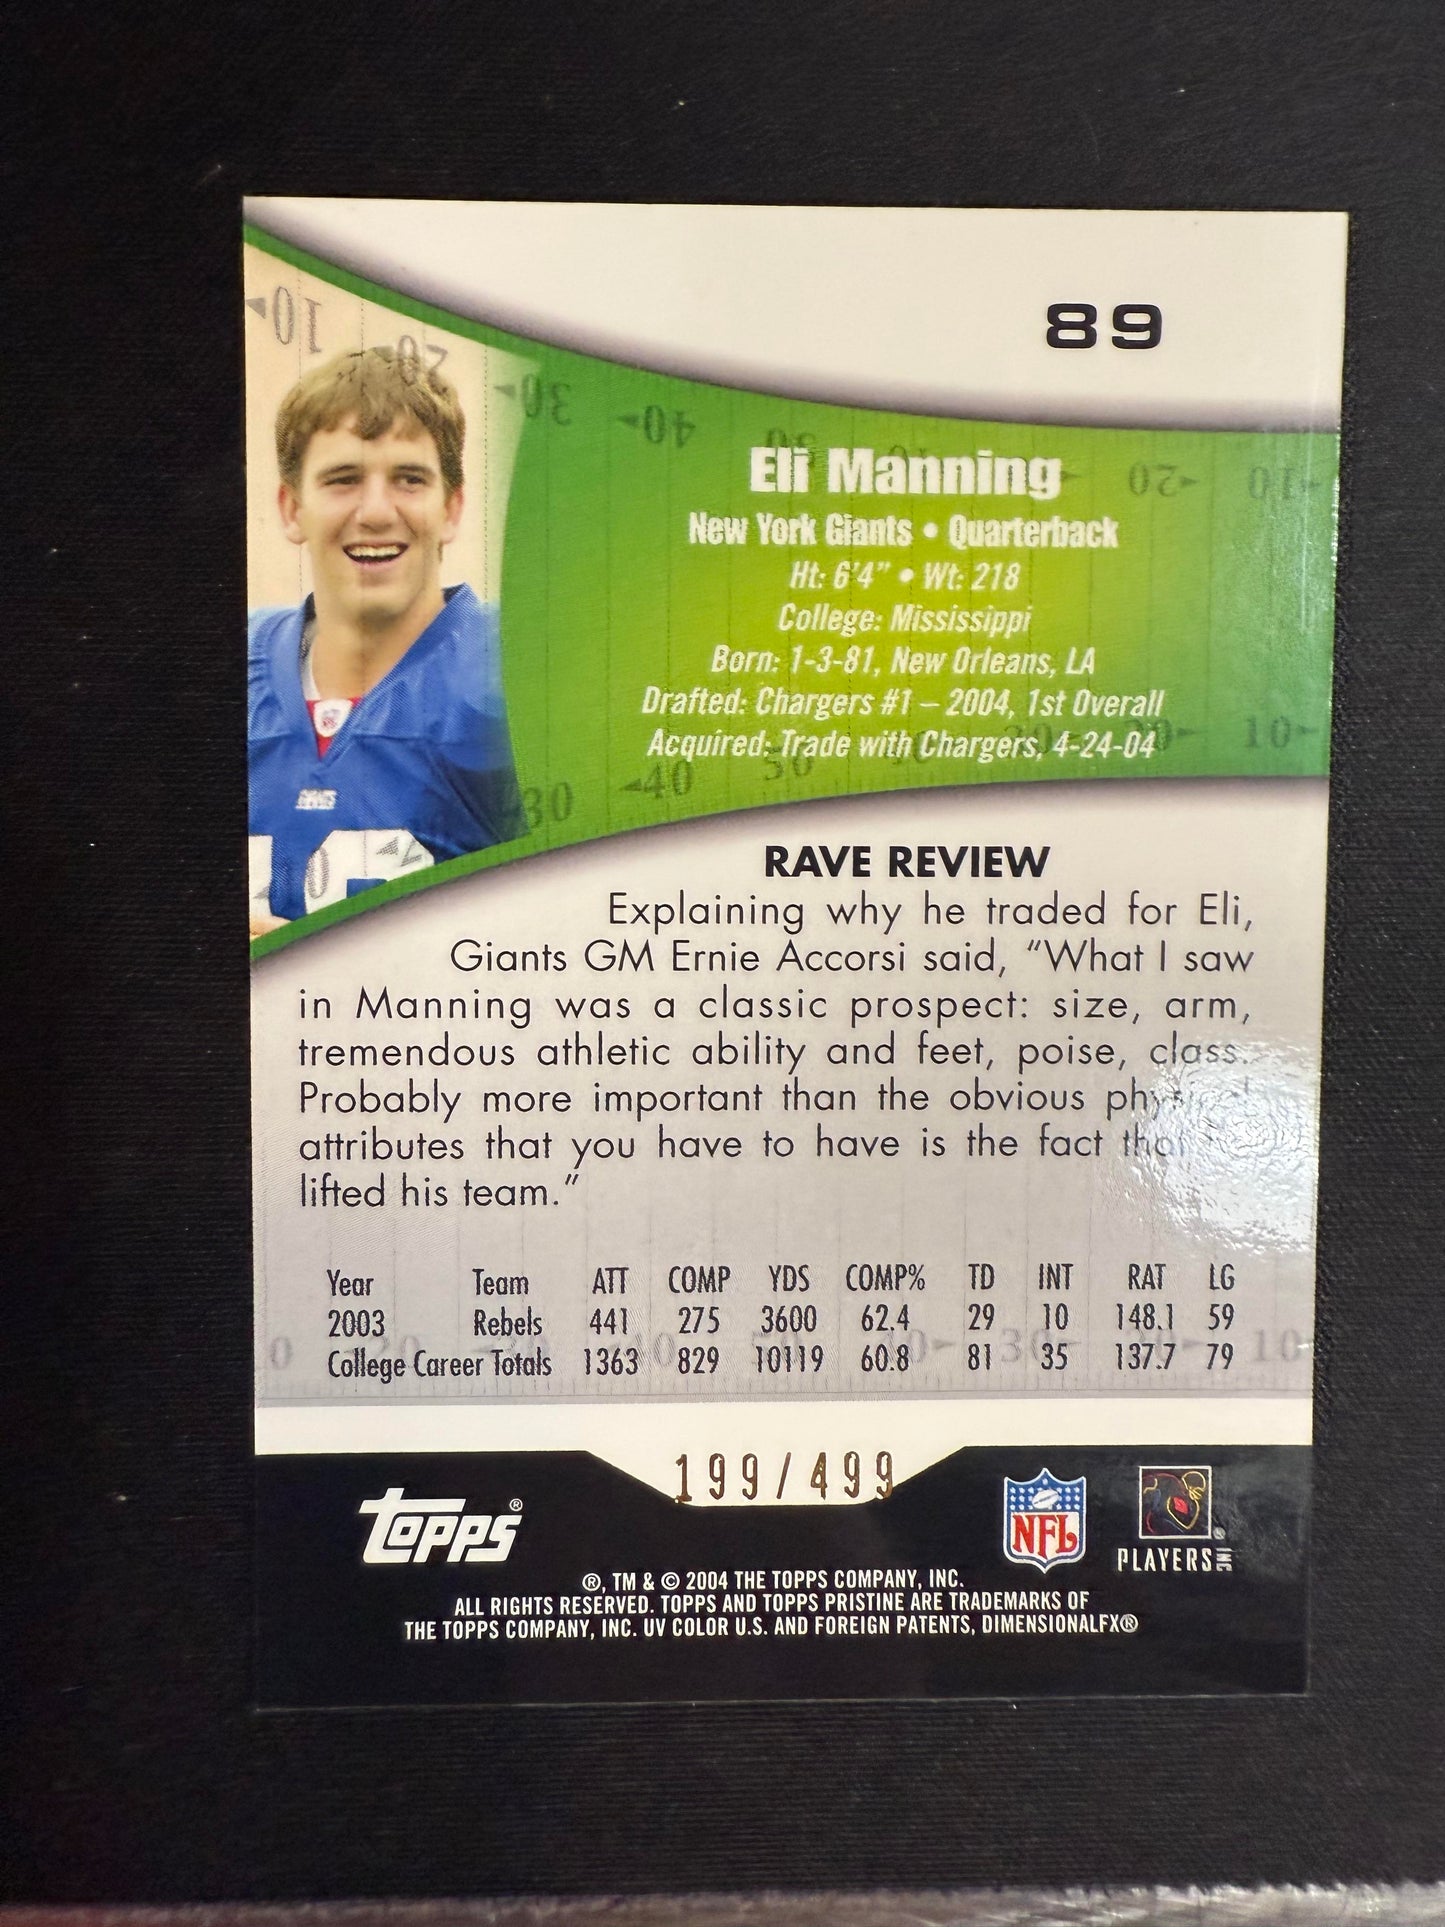 89
Eli Manning
New York Giants • Quarterback
Ht: 6'4" • Wt: 218
College: Mississippi
Born: 1-3-81, New Orleans, LA
Drafted: Chargers #1 – 2004, 1st Overall
Acquired: Trade with Chargers, 4-24-04
RAVE REVIEW
Explaining why he traded for Eli,
Giants GM Ernie Accorsi said, "What I saw
in Manning was a classic prospect: size, arm,
tremendous athletic ability and feet, poise, class.
Probably more important than the obvious physical
attributes that you have to have is the fact that
lifted his team."
Year Team ATT COMP YDS COMP% TD INT RAT LG
2003 Rebels 441 275 3600 62.4 29 10 148.1 59
College Career Totals 1363 829 10119 60.8 81 35 137.7 79
199/499
Topps®
NFL
PLAYERS INC
®, TM & © 2004 THE TOPPS COMPANY, INC.
ALL RIGHTS RESERVED. TOPPS AND TOPPS PRISTINE ARE TRADEMARKS OF
THE TOPPS COMPANY, INC. UV COLOR U.S. AND FOREIGN PATENTS, DIMENSIONALFX®